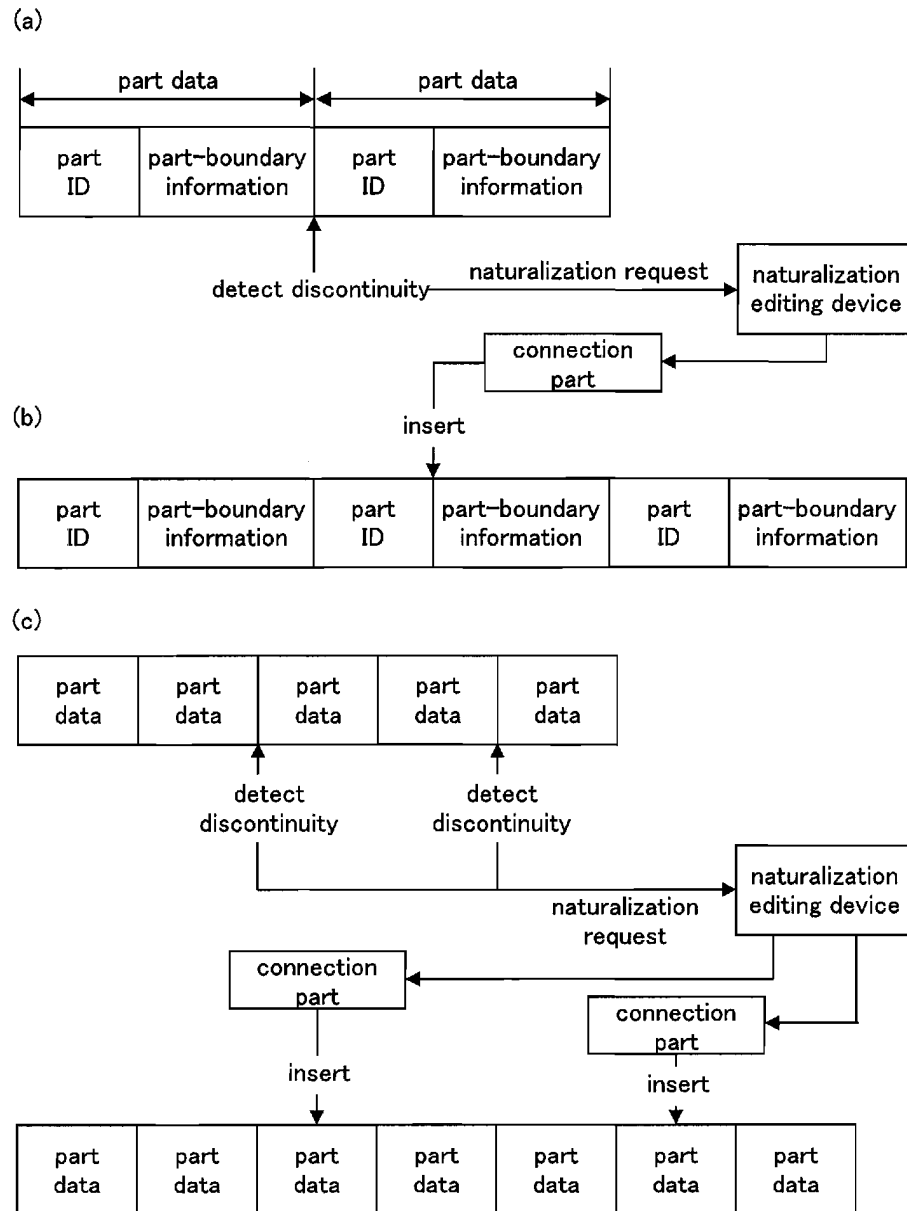 (a)
part data
part data
part
ID
part-boundary
information
part
ID
part-boundary
information
detect discontinuity
naturalization request
naturalization
editing device
connection
part
insert
(b)
part
ID
part-boundary
information
part
ID
part-boundary
information
part
ID
part-boundary
information
(c)
part
data
part
data
part
data
part
data
part
data
detect
discontinuity
detect
discontinuity
naturalization
request
naturalization
editing device
connection
part
connection
part
insert
insert
part
data
part
data
part
data
part
data
part
data
part
data
part
data